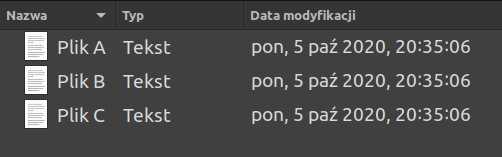 Nazwa Typ Data modyfikacji
Plik A Tekst pon, 5 paź 2020, 20:35:06
Plik B Tekst pon, 5 paź 2020, 20:35:06
Plik C Tekst pon, 5 paź 2020, 20:35:06